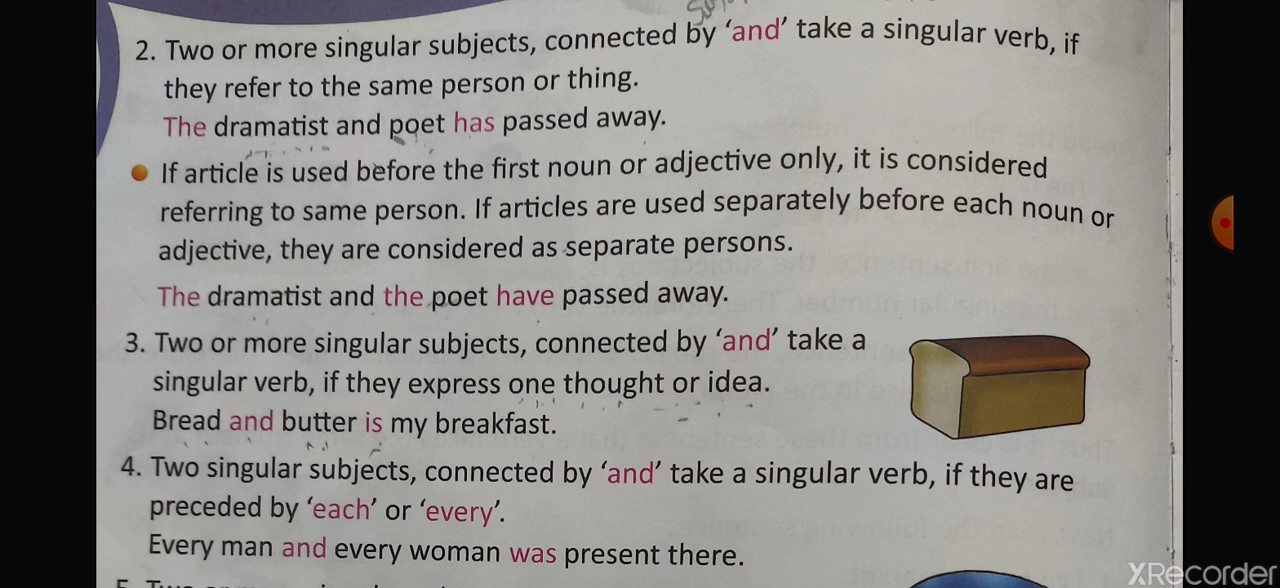 2. Two or more singular subjects, connected by ‘and’ take a singular verb, if
they refer to the same person or thing.
The dramatist and poet has passed away.
If article is used before the first noun or adjective only, it is considered
referring to same person. If articles are used separately before each noun or
adjective, they are considered as separate persons.
The dramatist and the poet have passed away.
3. Two or more singular subjects, connected by ‘and’ take a
singular verb, if they express one thought or idea.
Bread and butter is my breakfast.
4. Two singular subjects, connected by ‘and’ take a singular verb, if they are
preceded by ‘each’ or ‘every’.
Every man and every woman was present there.
XRecorder